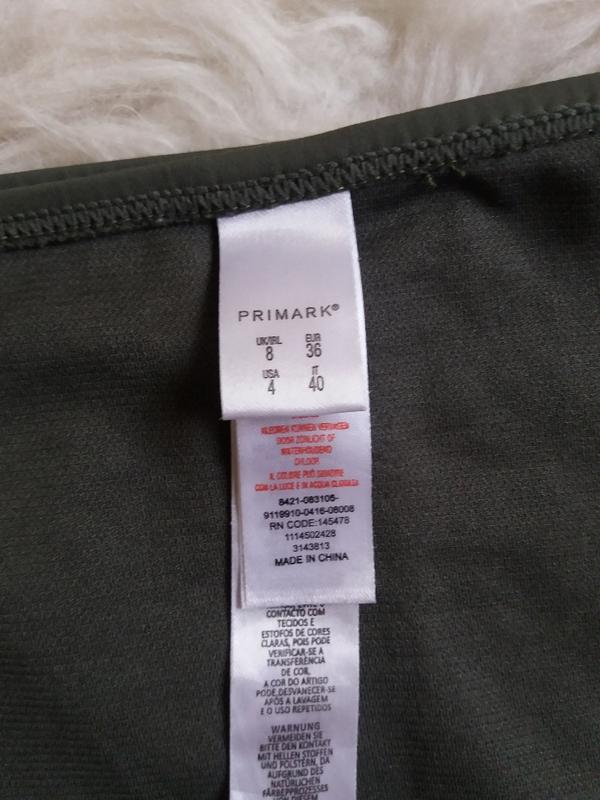 PRIMARK®
UK/IRL EUR
8 36
USA IT
4 40
KLEUREN KUNNEN VERVAGEN
DOOR ZONLICHT OF
WATERHOUDEND
CHLOOR.
IL COLORE PUÒ SBIADIRE
CON LA LUCE E IN ACQUA CLORATA
8421-083105-
9119910-0416-08008
RN CODE:145478
1114502428
3143813
MADE IN CHINA
CONTACTO COM
TECIDOS E
ESTOFOS DE CORES
CLARAS, POIS PODE
VERIFICAR-SE A
TRANSFERÊNCIA
DE COR.
A COR DO ARTIGO
PODE DESVANECER-SE
APÓS A LAVAGEM
E O USO REPETIDOS
WARNUNG
VERMEIDEN SIE
BITTE DEN KONTAKT
MIT HELLEN STOFFEN
UND POLSTERN, DA
AUFGRUND DES
NATÜRLICHEN
FÄRBEPROZESSES
VON DIESEM